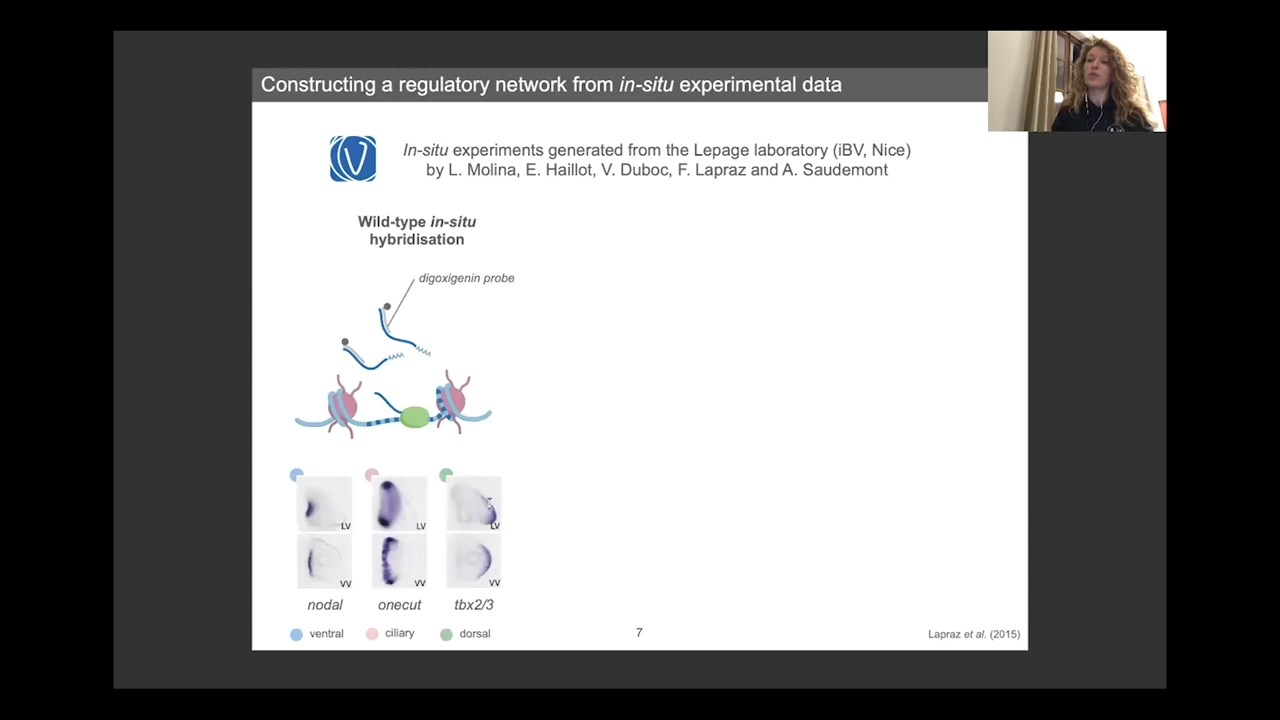 Constructing a regulatory network from in-situ experimental data
In-situ experiments generated from the Lepage laboratory (iBV, Nice)
by L. Molina, E. Haillot, V. Duboc, F. Lapraz and A. Saudemont
Wild-type in-situ
hybridisation
digoxigenin probe
LV LV LV
VV VV VV
nodal onecut tbx2/3
ventral ciliary dorsal
7
Lapraz et al. (2015)